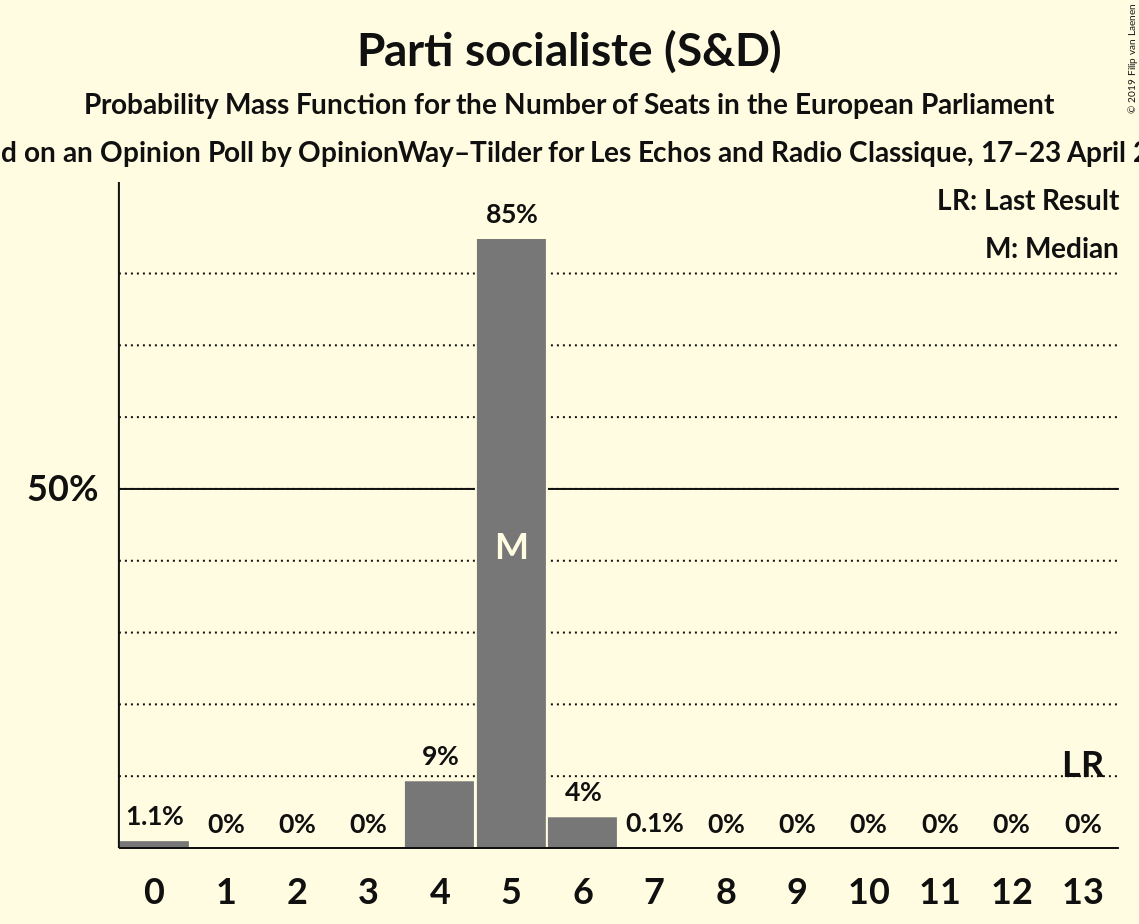 Parti socialiste (S&D)
Probability Mass Function for the Number of Seats in the European Parliament
d on an Opinion Poll by OpinionWay–Tilder for Les Echos and Radio Classique, 17–23 April 2
© 2019 Filip van Laenen
LR: Last Result
M: Median
85%
50%
M
9%
LR
4%
1.1% 0% 0% 0% 0.1% 0% 0% 0% 0% 0% 0%
0 1 2 3 4 5 6 7 8 9 10 11 12 13